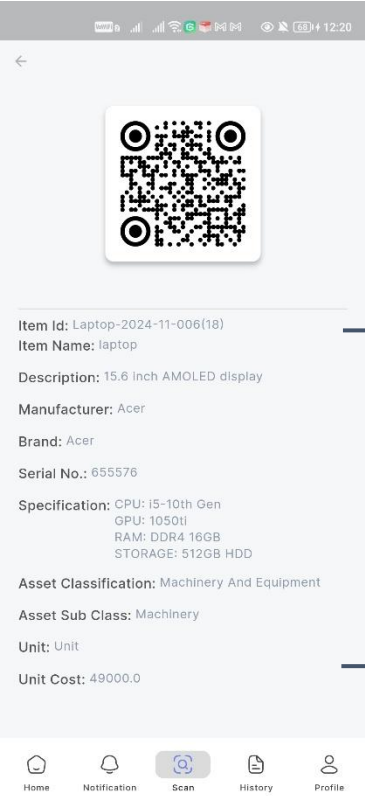 12:20
68
Item Id: Laptop-2024-11-006(18)
Item Name: laptop
Description: 15.6 inch AMOLED display
Manufacturer: Acer
Brand: Acer
Serial No.: 655576
Specification: CPU: i5-10th Gen
GPU: 1050ti
RAM: DDR4 16GB
STORAGE: 512GB HDD
Asset Classification: Machinery And Equipment
Asset Sub Class: Machinery
Unit: Unit
Unit Cost: 49000.0
Home Notification Scan History Profile